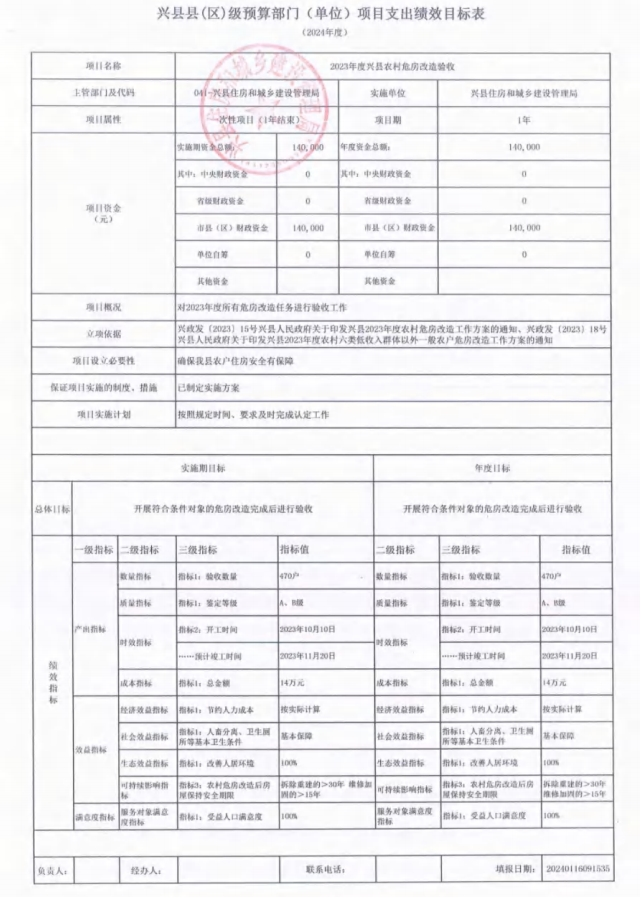 兴县县(区)级预算部门（单位）项目支出绩效目标表
（2024年度）
项目名称 2023年度兴县农村危房改造验收
主管部门及代码 041-兴县住房和城乡建设管理局 实施单位 兴县住房和城乡建设管理局
项目属性 一次性项目（1年结束） 项目期 1年
项目资金
（元）
实施期资金总额： 140,000 年度资金总额： 140,000
其中：中央财政资金 0 其中：中央财政资金 0
省级财政资金 0 省级财政资金 0
市县（区）财政资金 140,000 市县（区）财政资金 140,000
单位自筹 0 单位自筹 0
其他资金 其他资金
项目概况 对2023年度所有危房改造任务进行验收工作
立项依据 兴政发〔2023〕15号兴县人民政府关于印发兴县2023年度农村危房改造工作方案的通知、兴政发〔2023〕18号
兴县人民政府关于印发兴县2023年度农村六类低收入群体以外一般农户危房改造工作方案的通知
项目设立必要性 确保我县农户住房安全有保障
保证项目实施的制度、措施 已制定实施方案
项目实施计划 按照规定时间、要求及时完成认定工作
实施期目标 年度目标
总体目标 开展符合条件对象的危房改造完成后进行验收 开展符合条件对象的危房改造完成后进行验收
绩效指标
一级指标 二级指标 三级指标 指标值 二级指标 三级指标 指标值
产出指标
数量指标 指标1：验收数量 470户 数量指标 指标1：验收数量 470户
质量指标 指标1：鉴定等级 A、B级 质量指标 指标1：鉴定等级 A、B级
时效指标 指标2：开工时间 2023年10月10日 时效指标 指标2：开工时间 2023年10月10日
……预计竣工时间 2023年11月20日 ……预计竣工时间 2023年11月20日
成本指标 指标1：总金额 14万元 成本指标 指标1：总金额 14万元
效益指标
经济效益指标 指标1：节约人力成本 按实际计算 经济效益指标 指标1：节约人力成本 按实际计算
社会效益指标 指标1：人畜分离、卫生厕 基本保障 社会效益指标 指标1：人畜分离、卫生厕 基本保障
所等基本卫生条件 所等基本卫生条件
生态效益指标 指标1：改善人居环境 100% 生态效益指标 指标1：改善人居环境 100%
可持续影响指 指标3：农村危房改造后房 拆除重建的>30年 维修加 可持续影响指标 指标3：农村危房改造后房 拆除重建的>30年
标 屋保持安全期限 固的>15年 屋保持安全期限 维修加固的>15年
满意度指标 服务对象满意 指标1：受益人口满意度 100% 服务对象满意度 指标1：受益人口满意度 100%
度指标 指标
负责人： 经办人： 联系电话： 填报日期： 20240116091535